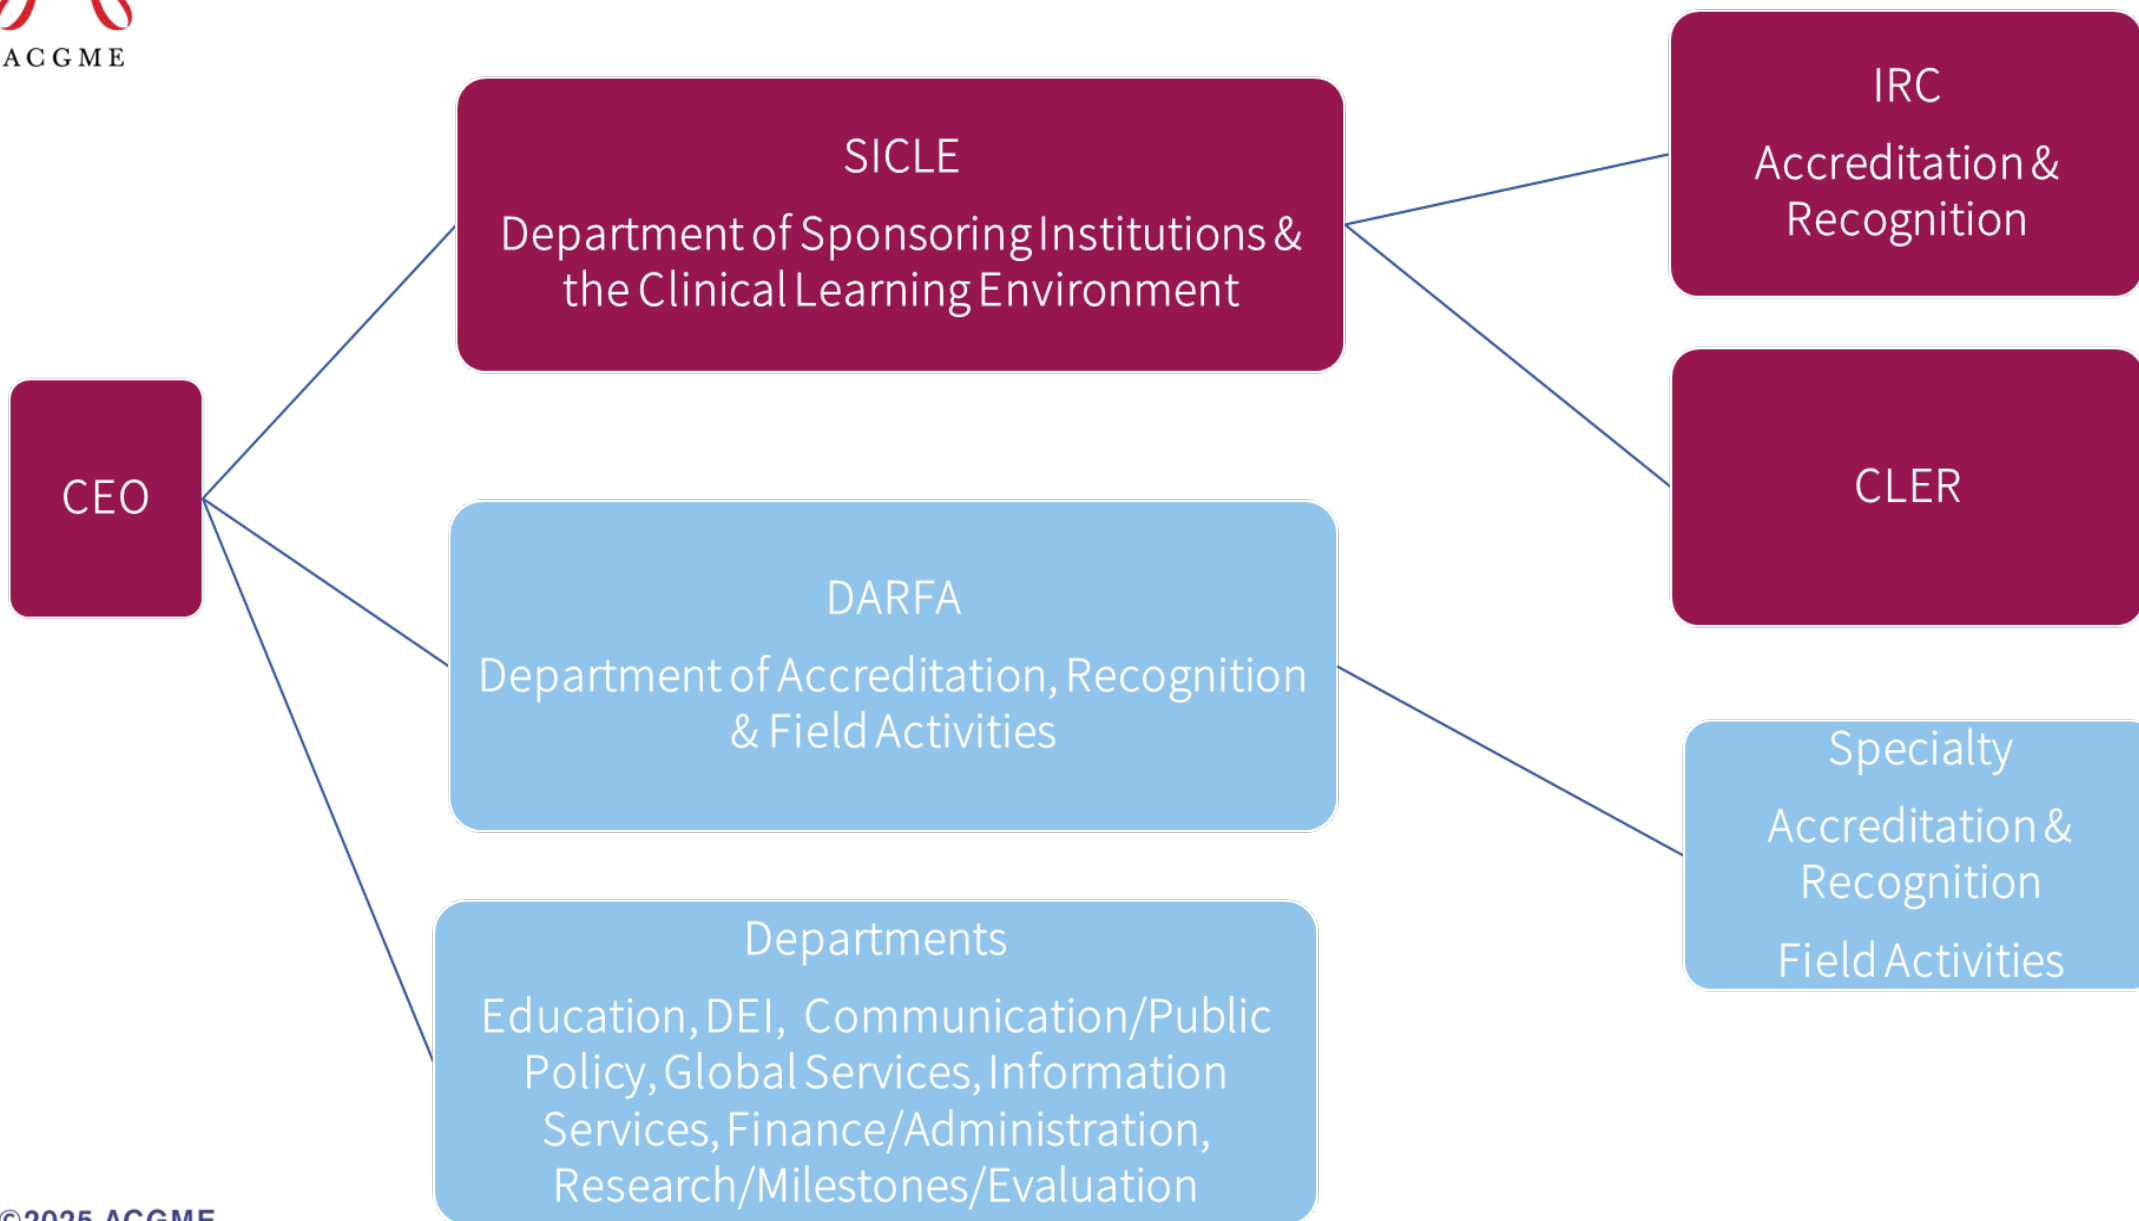 ACGME
CEO
SICLE
Department of Sponsoring Institutions &
the Clinical Learning Environment
DARFA
Department of Accreditation, Recognition
& Field Activities
Departments
Education, DEI, Communication/Public
Policy, Global Services, Information
Services, Finance/Administration,
Research/Milestones/Evaluation
IRC
Accreditation &
Recognition
CLER
Specialty
Accreditation &
Recognition
Field Activities
©2025 ACGME